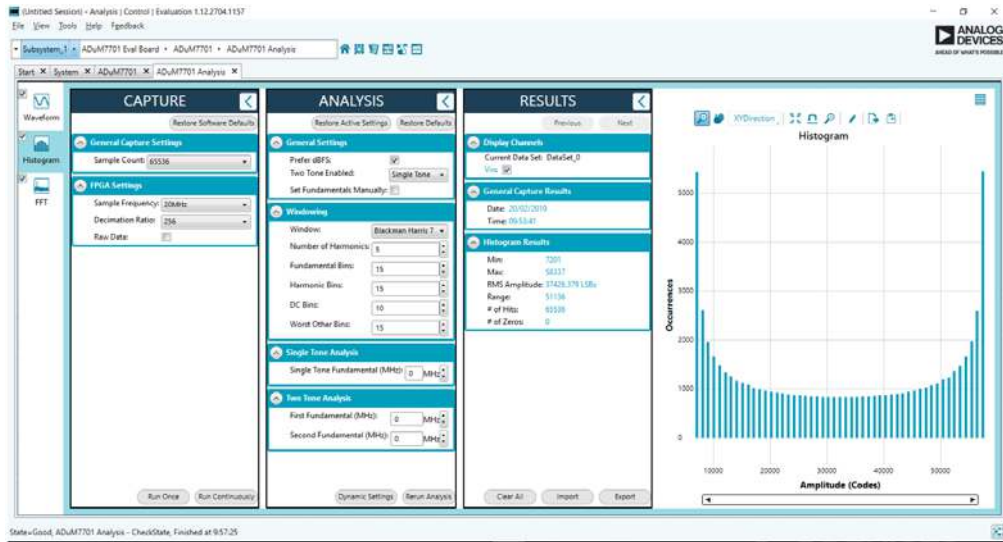 (Untitled Session) - Analysis | Control | Evaluation 1.12.2704.1157
File View Tools Help Feedback
Subsystem_1 ADuM7701 Eval Board ADuM7701 ADuM7701 Analysis
ANALOG DEVICES
AHEAD OF WHAT'S POSSIBLE
Start System ADuM7701 ADuM7701 Analysis
Waveform
Histogram
FFT
CAPTURE
Restore Software Defaults
General Capture Settings
Sample Count: 65536
FPGA Settings
Sample Frequency: 20MHz
Decimation Ratio: 256
Raw Data:
Run Once Run Continuously
ANALYSIS
Restore Active Settings Restore Defaults
General Settings
Prefer dBFS:
Two Tone Enabled: Single Tone
Set Fundamentals Manually:
Windowing
Window: Blackman Harris 7
Number of Harmonics:
Fundamental Bins: 15
Harmonic Bins: 15
DC Bins: 10
Worst Other Bins: 15
Single Tone Analysis
Single Tone Fundamental (MHz): 0 MHz
Two Tone Analysis
First Fundamental (MHz): 0 MHz
Second Fundamental (MHz): 0 MHz
Dynamic Settings Rerun Analysis
RESULTS
Previous Next
Display Channels
Current Data Set: DataSet_0
General Capture Results
Date: 20/02/2019
Time: 09:53:41
Histogram Results
Min: 7201
Max: 58337
RMS Amplitude: 37426.379 LSBs
Range: 51136
# of Hits: 65536
# of Zeros: 0
Clear All Import Export
XYDirection
Histogram
Occurrences
5000
4000
3000
2000
1000
0
10000 20000 30000 40000 50000
Amplitude (Codes)
State=Good, ADuM7701 Analysis - CheckState, Finished at 9:57:25